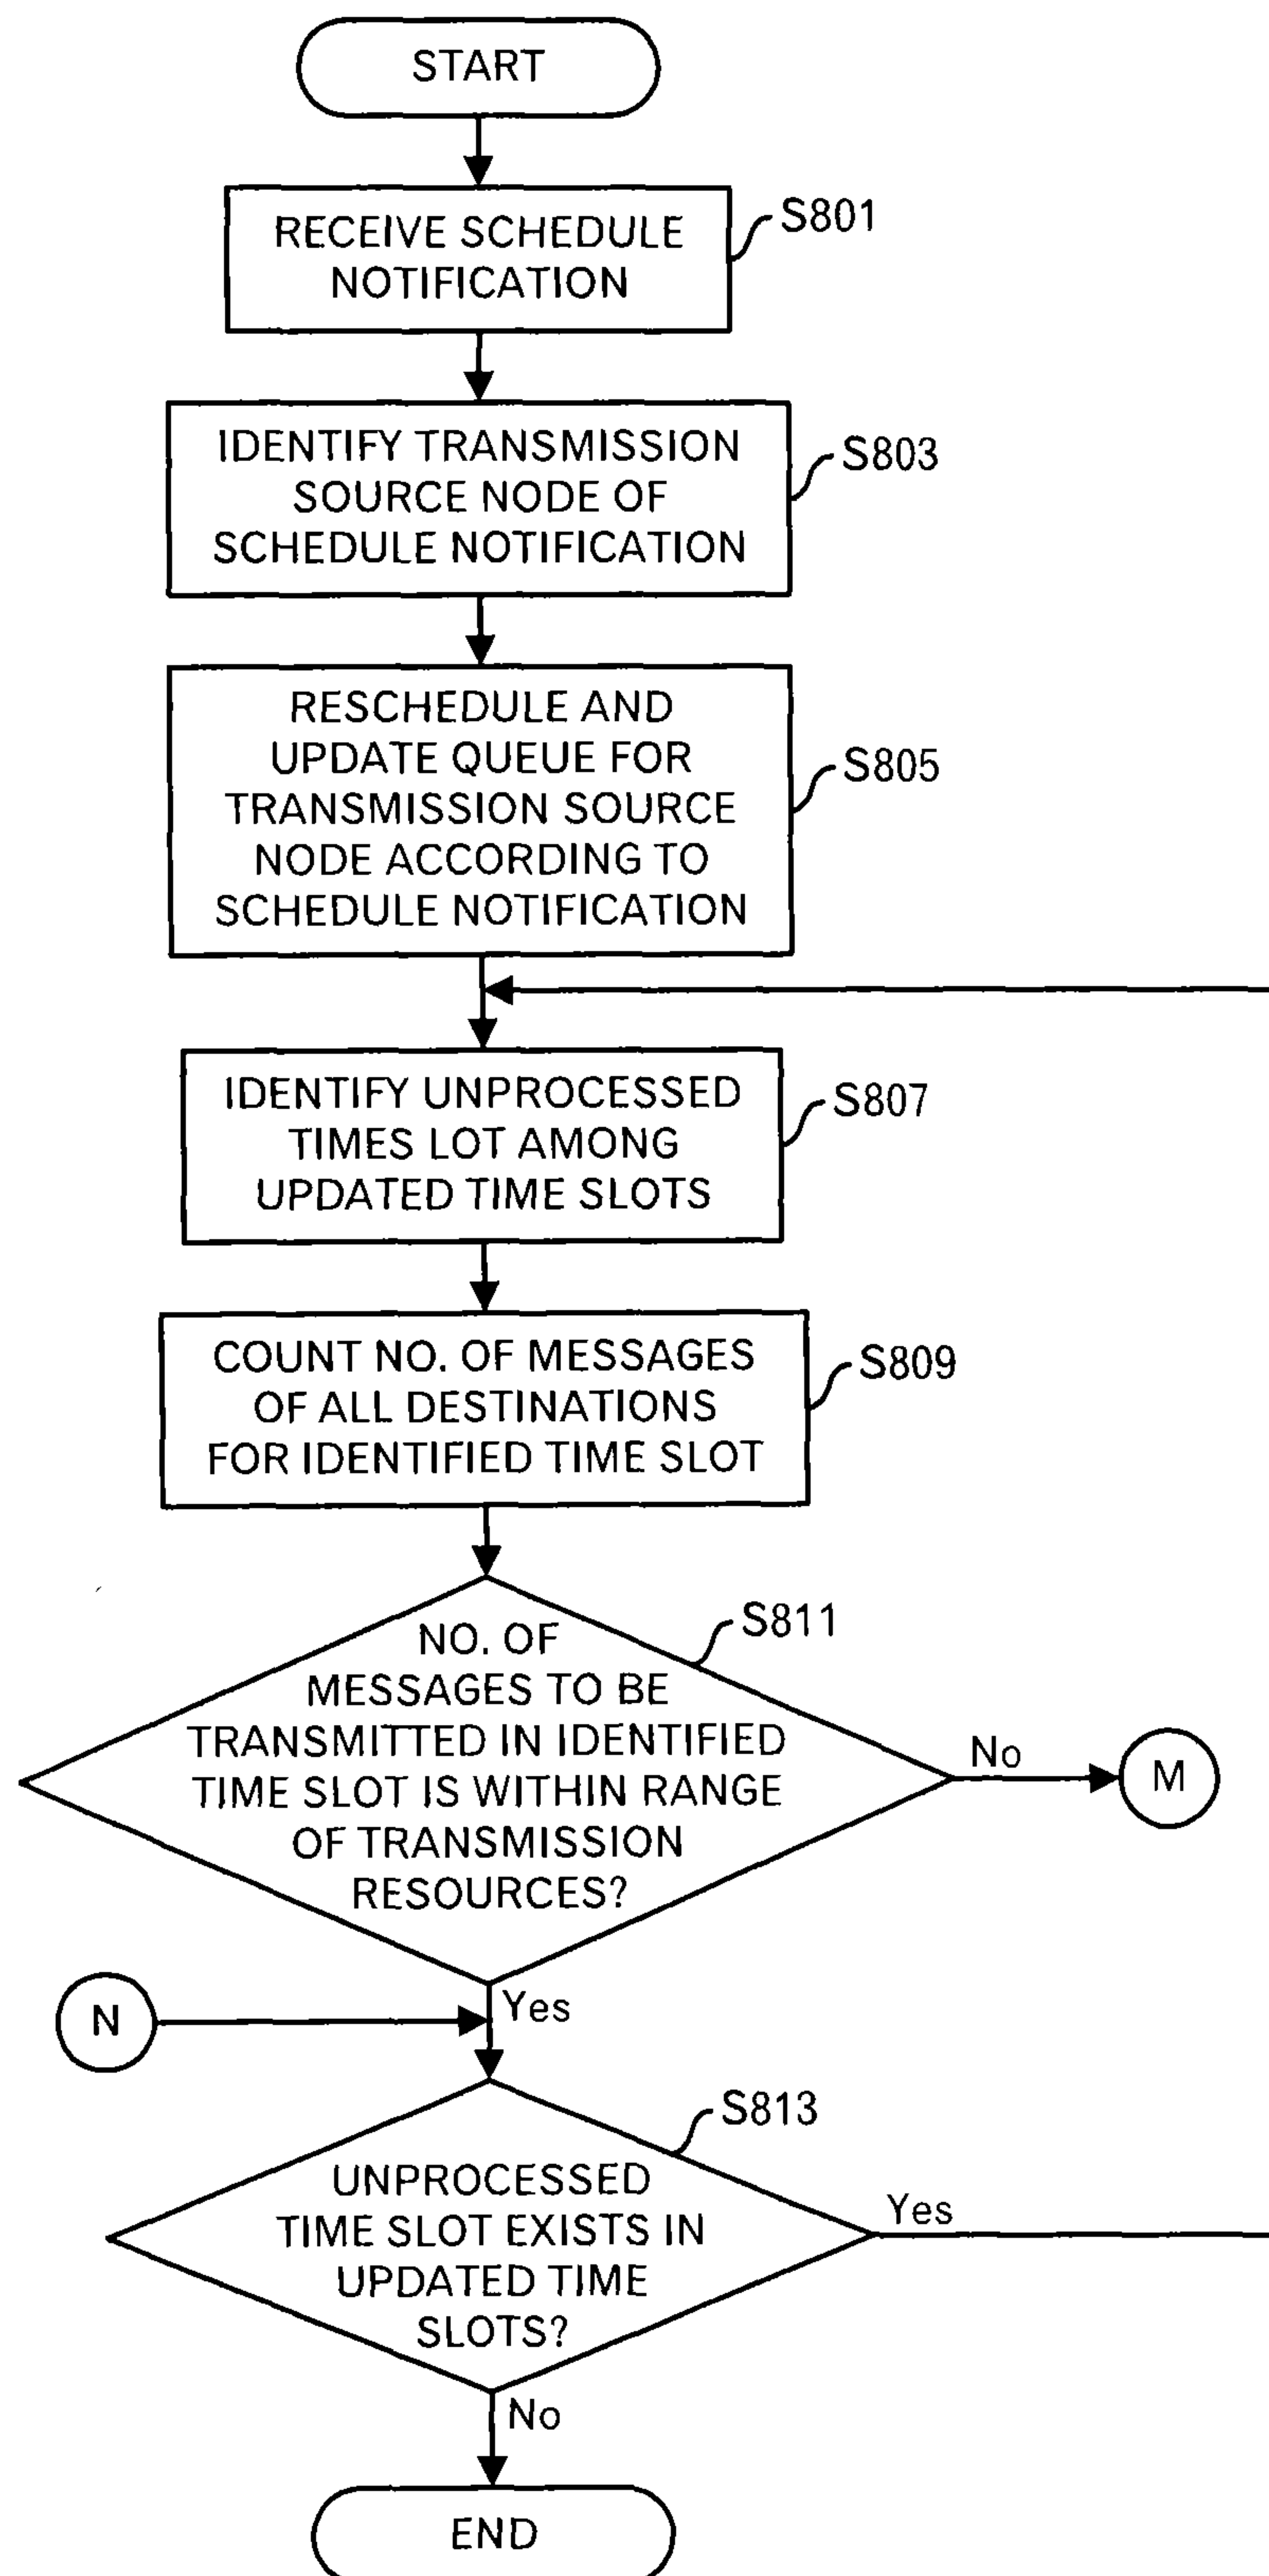 START
RECEIVE SCHEDULE
NOTIFICATION
S801
IDENTIFY TRANSMISSION
SOURCE NODE OF
SCHEDULE NOTIFICATION
S803
RESCHEDULE AND
UPDATE QUEUE FOR
TRANSMISSION SOURCE
NODE ACCORDING TO
SCHEDULE NOTIFICATION
S805
IDENTIFY UNPROCESSED
TIMES LOT AMONG
UPDATED TIME SLOTS
S807
COUNT NO. OF MESSAGES
OF ALL DESTINATIONS
FOR IDENTIFIED TIME SLOT
S809
NO. OF
MESSAGES TO BE
TRANSMITTED IN IDENTIFIED
TIME SLOT IS WITHIN RANGE
OF TRANSMISSION
RESOURCES?
S811
No
M
Yes
N
UNPROCESSED
TIME SLOT EXISTS IN
UPDATED TIME
SLOTS?
S813
Yes
No
END